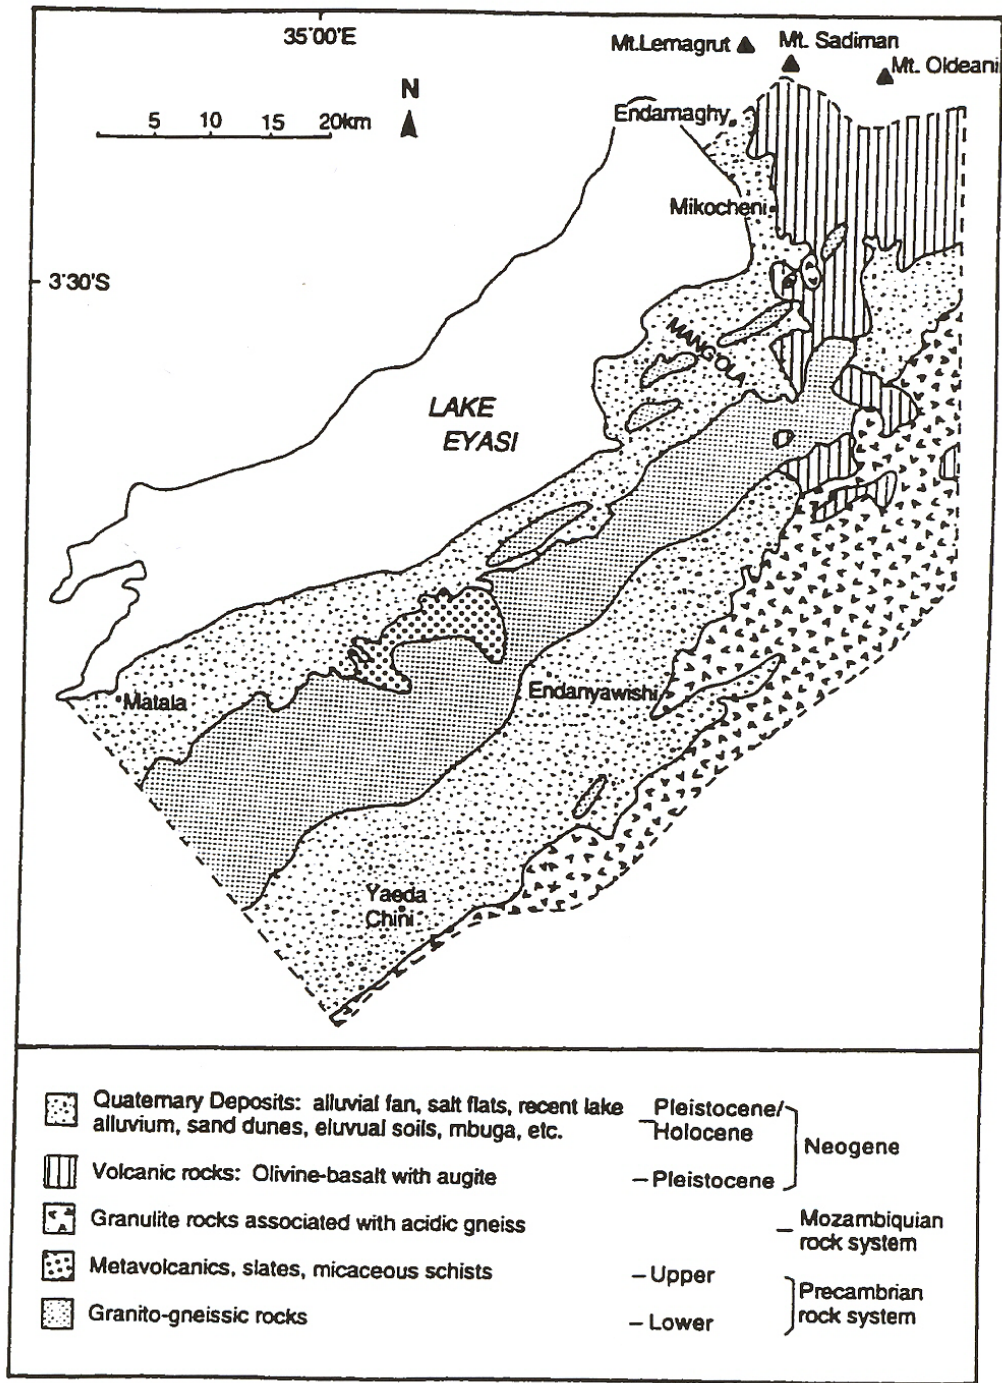 35°00'E
Mt.Lemagrut
Mt. Sadiman
Mt. Oldeani
N
5 10 15 20km
Endamaghy
Mikocheni
3°30'S
MANGOLA
LAKE
EYASI
Matala
Endanyawishi
Yaeda
Chini
Quaternary Deposits: alluvial fan, salt flats, recent lake
alluvium, sand dunes, eluvual soils, mbuga, etc.
Pleistocene/
Holocene
Neogene
Volcanic rocks: Olivine-basalt with augite
Pleistocene
Granulite rocks associated with acidic gneiss
Mozambiquian
rock system
Metavolcanics, slates, micaceous schists
Upper
Precambrian
rock system
Granito-gneissic rocks
Lower